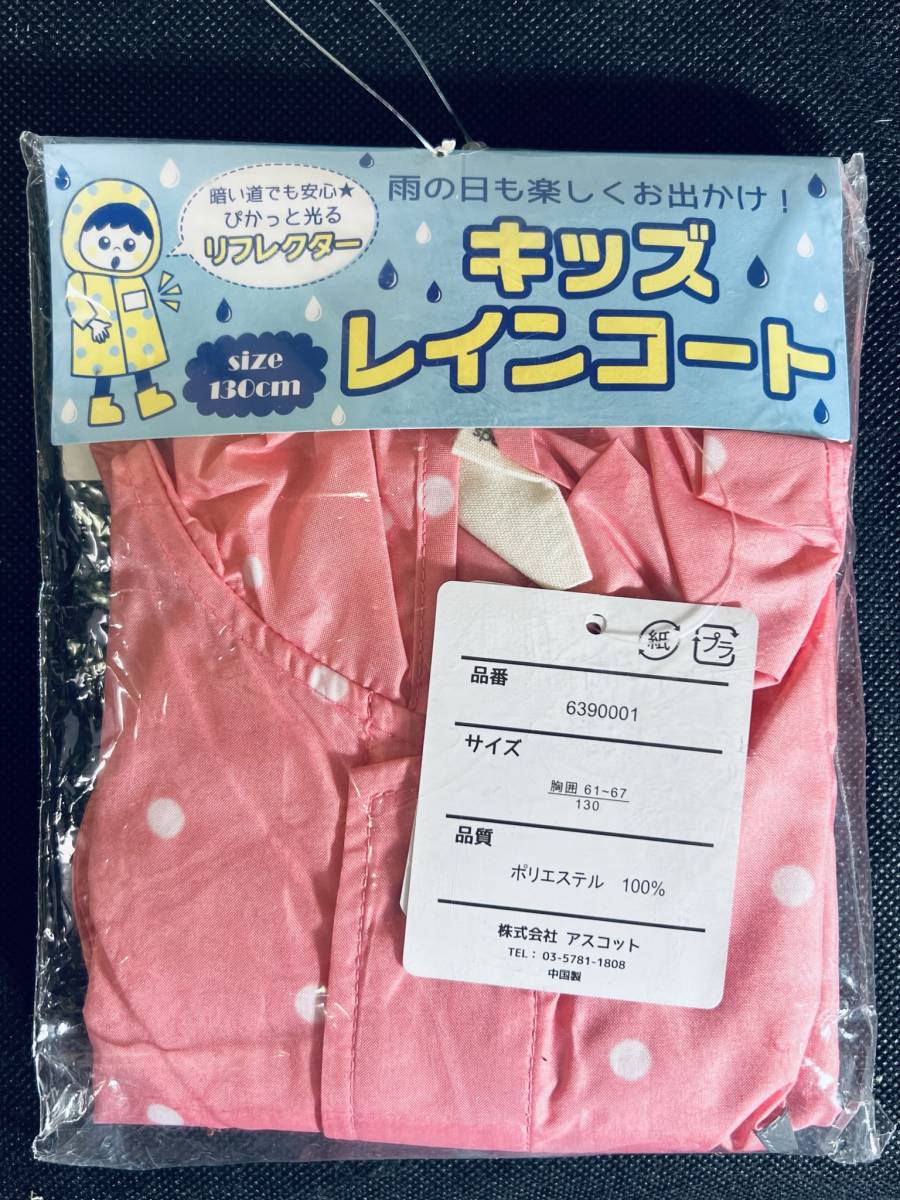 雨の日も楽しくお出かけ！
暗い道でも安心★
ぴかっと光る
リフレクター
キッズ
レインコート
size
130cm
紙
プラ
品番
6390001
サイズ
胸囲 61~67
130
品質
ポリエステル 100%
株式会社 アスコット
TEL： 03-5781-1808
中国製